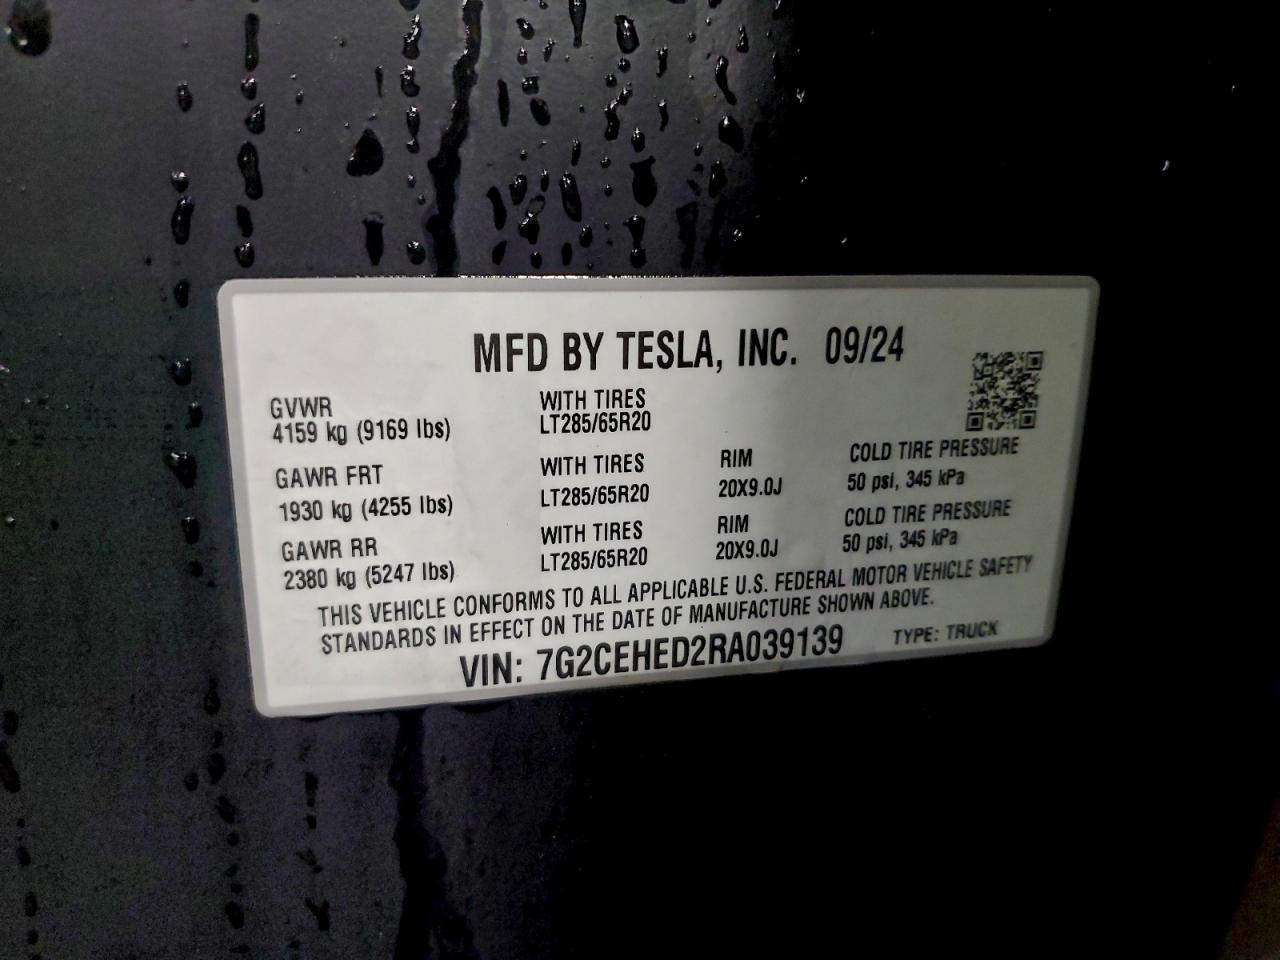 MFD BY TESLA, INC. 09/24
GVWR
4159 kg (9169 lbs)
WITH TIRES
LT285/65R20
GAWR FRT
1930 kg (4255 lbs)
WITH TIRES
LT285/65R20
RIM
20X9.0J
COLD TIRE PRESSURE
50 psi, 345 kPa
GAWR RR
2380 kg (5247 lbs)
WITH TIRES
LT285/65R20
RIM
20X9.0J
COLD TIRE PRESSURE
50 psi, 345 kPa
THIS VEHICLE CONFORMS TO ALL APPLICABLE U.S. FEDERAL MOTOR VEHICLE SAFETY
STANDARDS IN EFFECT ON THE DATE OF MANUFACTURE SHOWN ABOVE.
VIN: 7G2CEHED2RA039139
TYPE: TRUCK